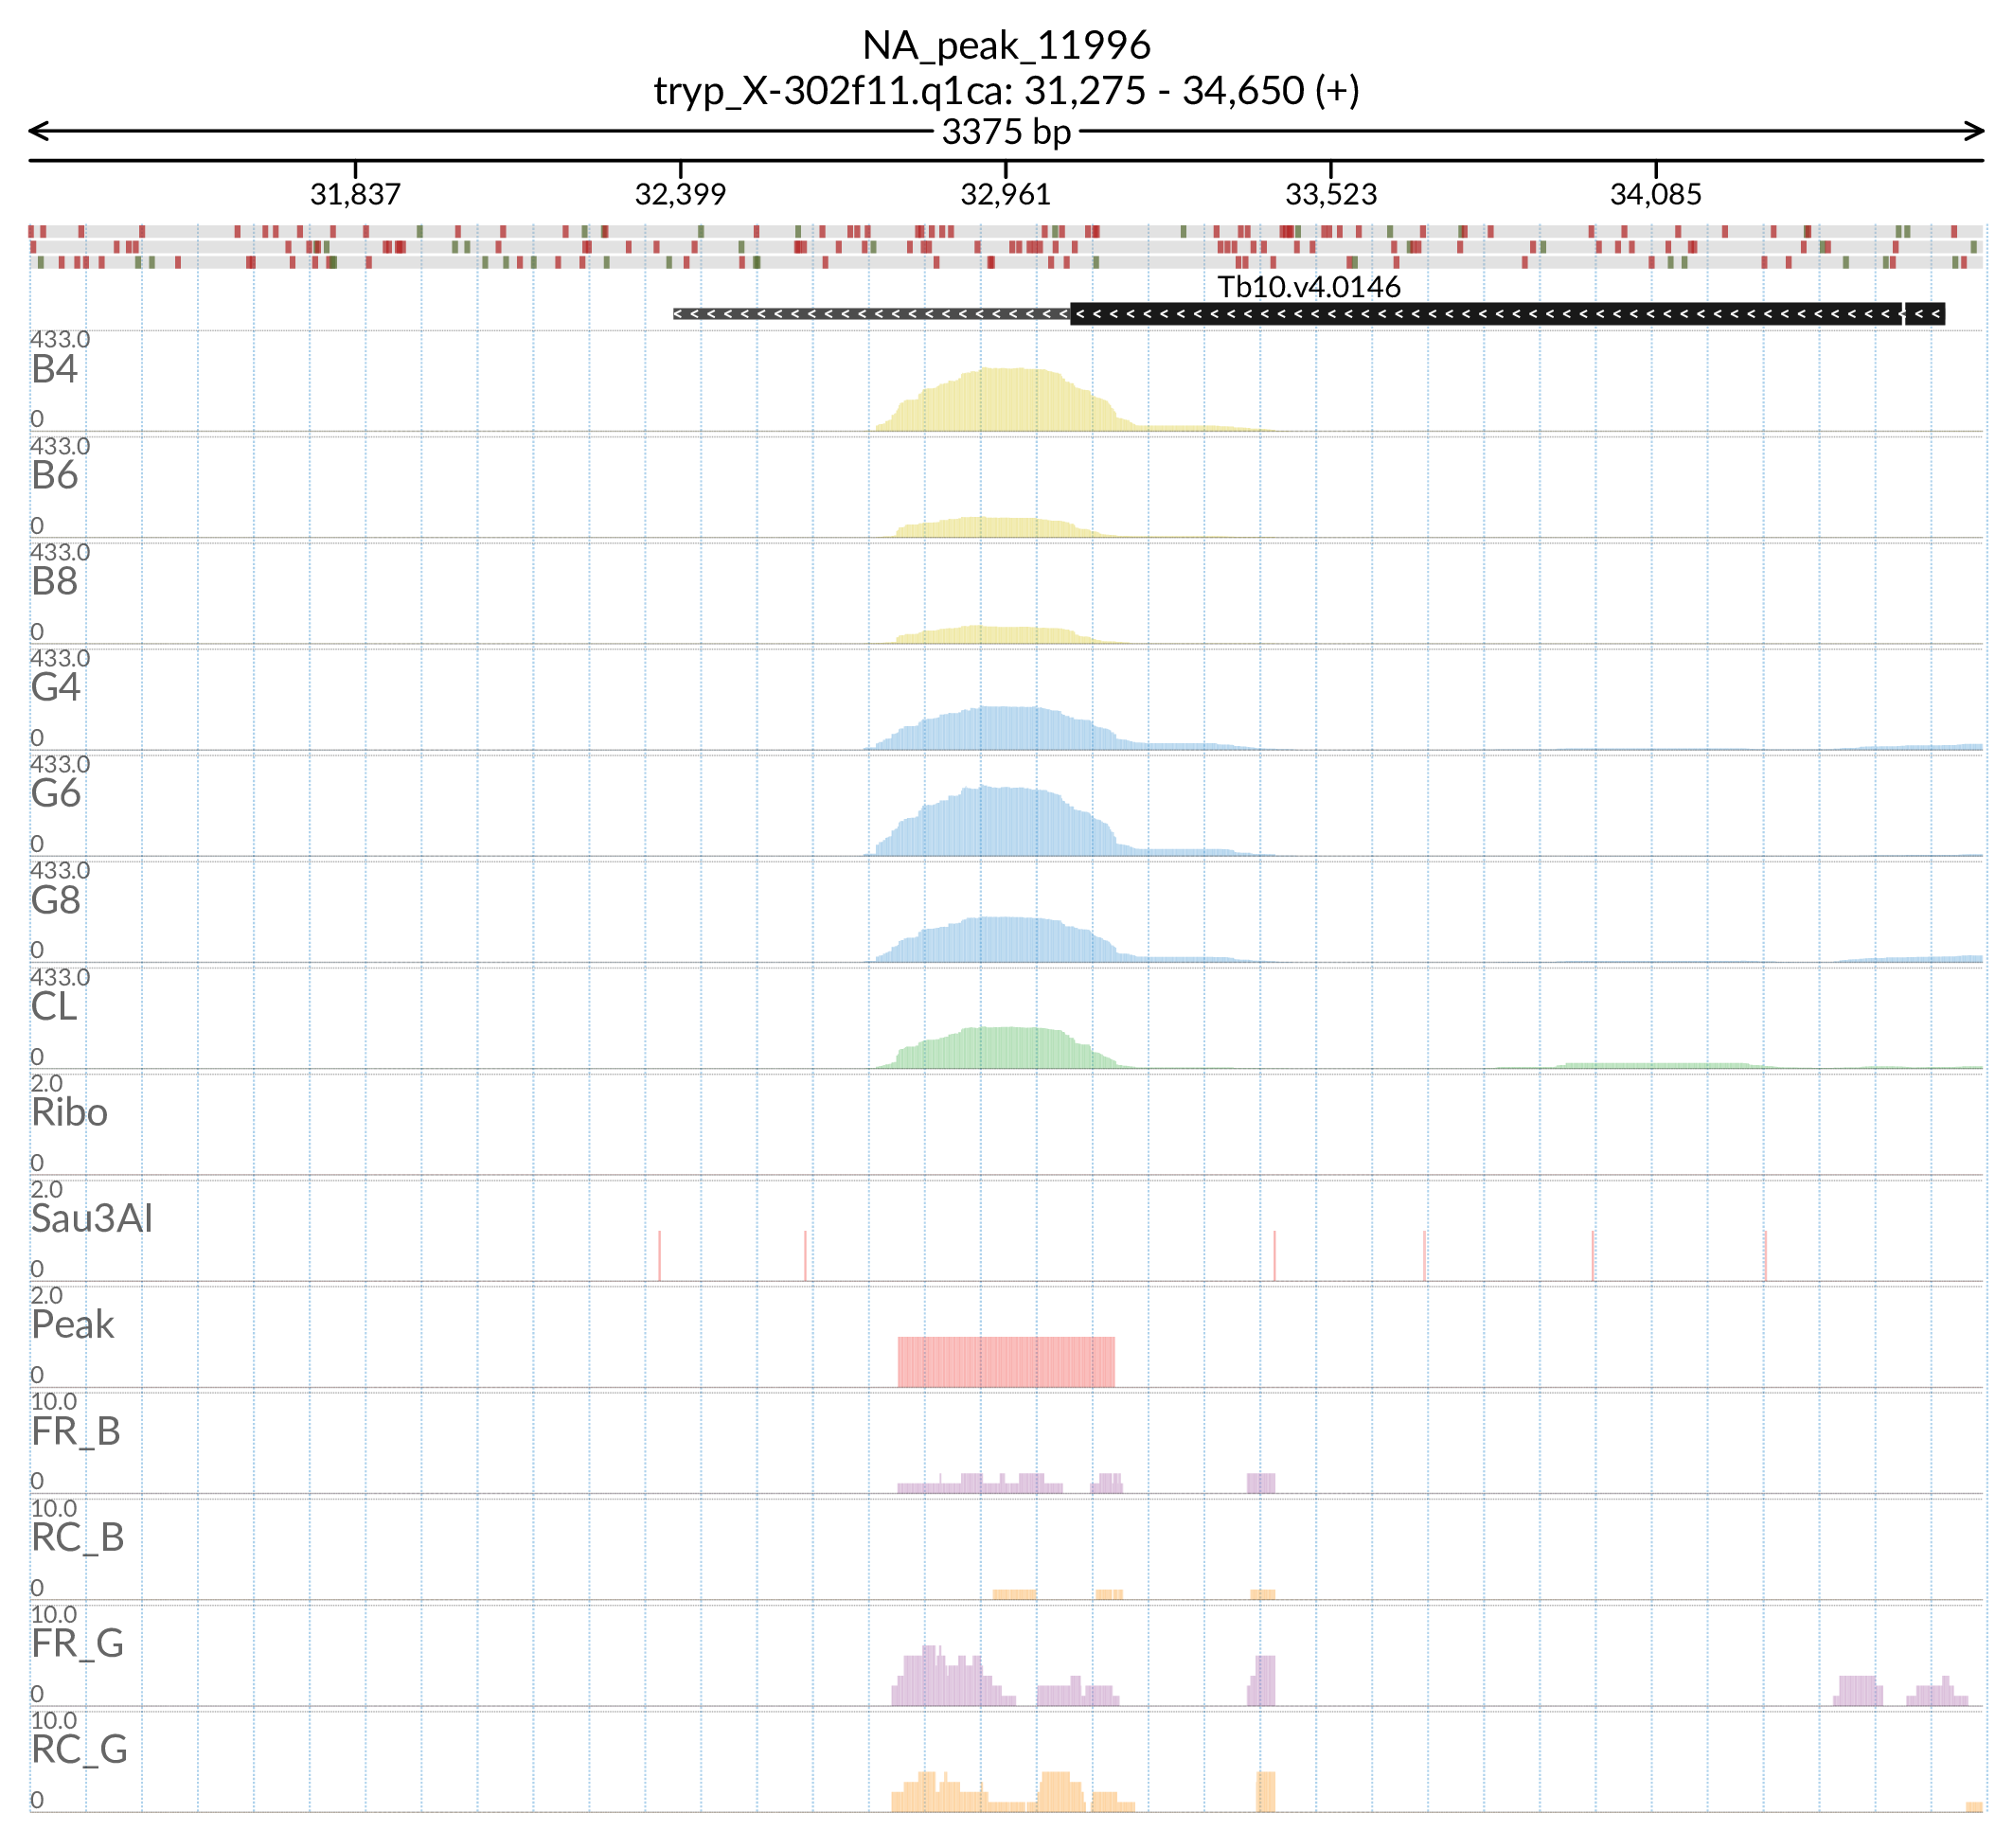 NA_peak_11996
tryp_X-302f11.q1ca: 31,275 - 34,650 (+)
3375 bp
31,837 32,399 32,961 33,523 34,085
Tb10.v4.0146
433.0
B4
0
433.0
B6
0
433.0
B8
0
433.0
G4
0
433.0
G6
0
433.0
G8
0
433.0
CL
0
2.0
Ribo
0
2.0
Sau3AI
0
2.0
Peak
0
10.0
FR_B
0
10.0
RC_B
0
10.0
FR_G
0
10.0
RC_G
0